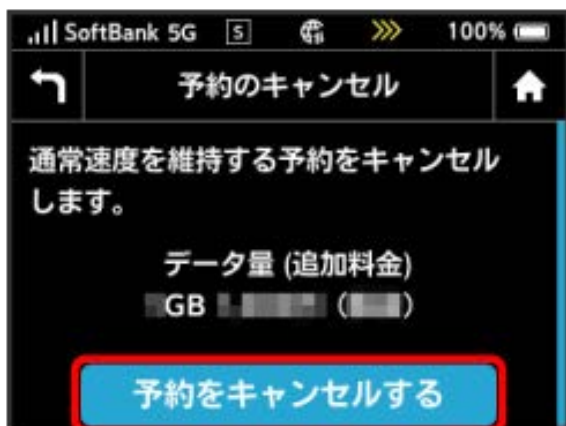 SoftBank 5G S 100%
予約のキャンセル
通常速度を維持する予約をキャンセル
します。
データ量 (追加料金)
GB ( )
予約をキャンセルする